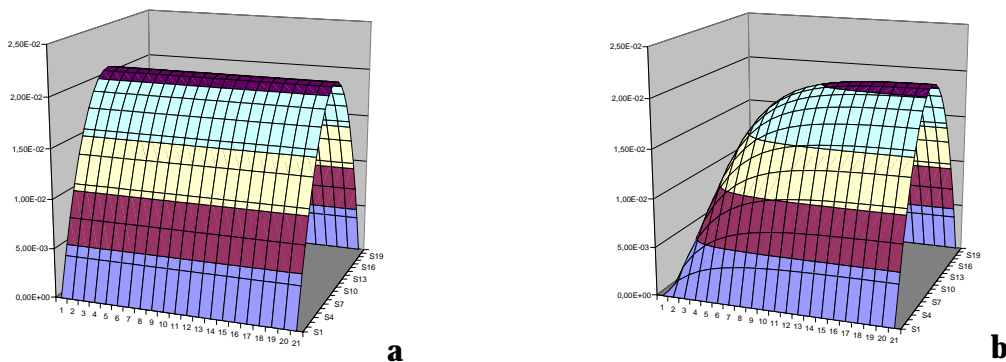 2,50E-02
2,00E-02
1,50E-02
1,00E-02
5,00E-03
0,00E+00
1 2 3 4 5 6 7 8 9 10 11 12 13 14 15 16 17 18 19 20 21
S1
S4
S7
S10
S13
S16
S19
a
2,50E-02
2,00E-02
1,50E-02
1,00E-02
5,00E-03
0,00E+00
1 2 3 4 5 6 7 8 9 10 11 12 13 14 15 16 17 18 19 20 21
S1
S4
S7
S10
S13
S16
S19
b